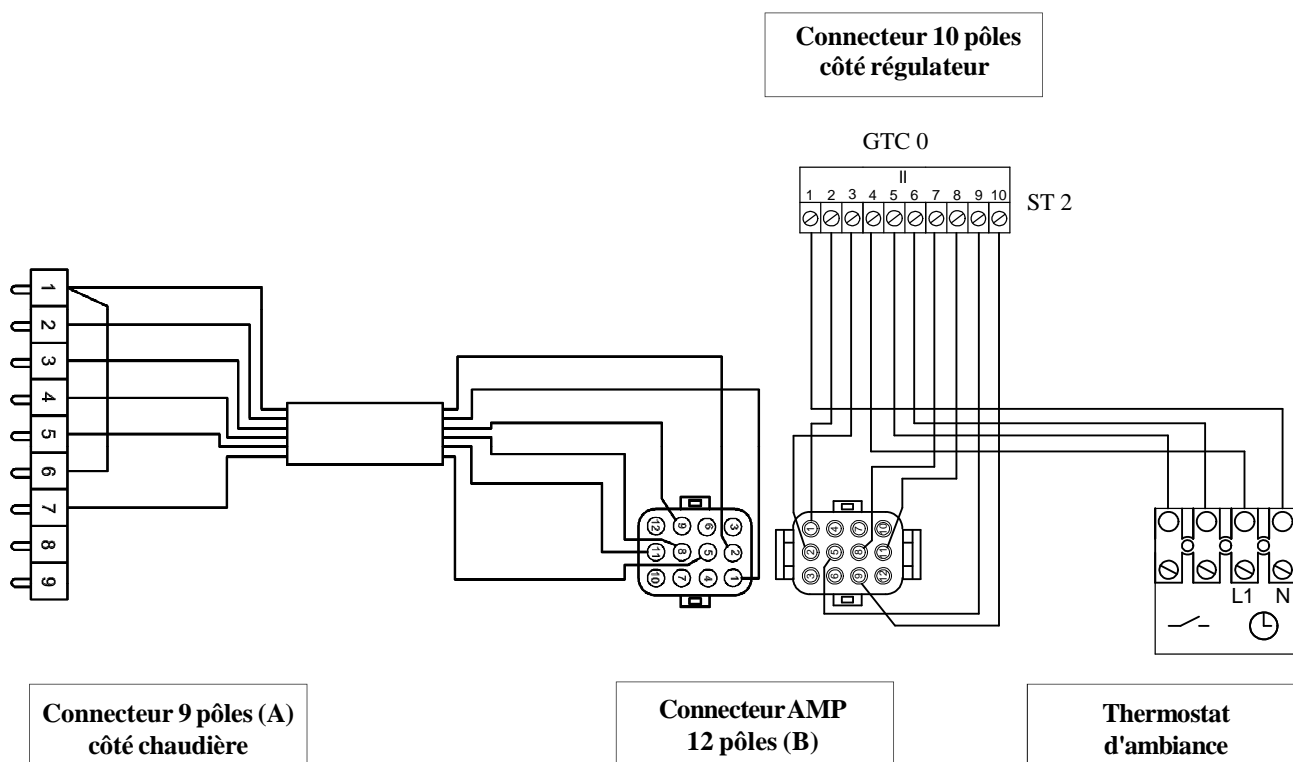 Connecteur 10 pôles
côté régulateur
GTC 0
II
1 2 3 4 5 6 7 8 9 10
ST 2
1
2
3
4
5
6
7
8
9
12 9 6 3
11 8 5 2
10 7 4 1
1 4 7 10
2 5 8 11
3 6 9 12
L1 N
Connecteur 9 pôles (A)
côté chaudière
Connecteur AMP
12 pôles (B)
Thermostat
d'ambiance